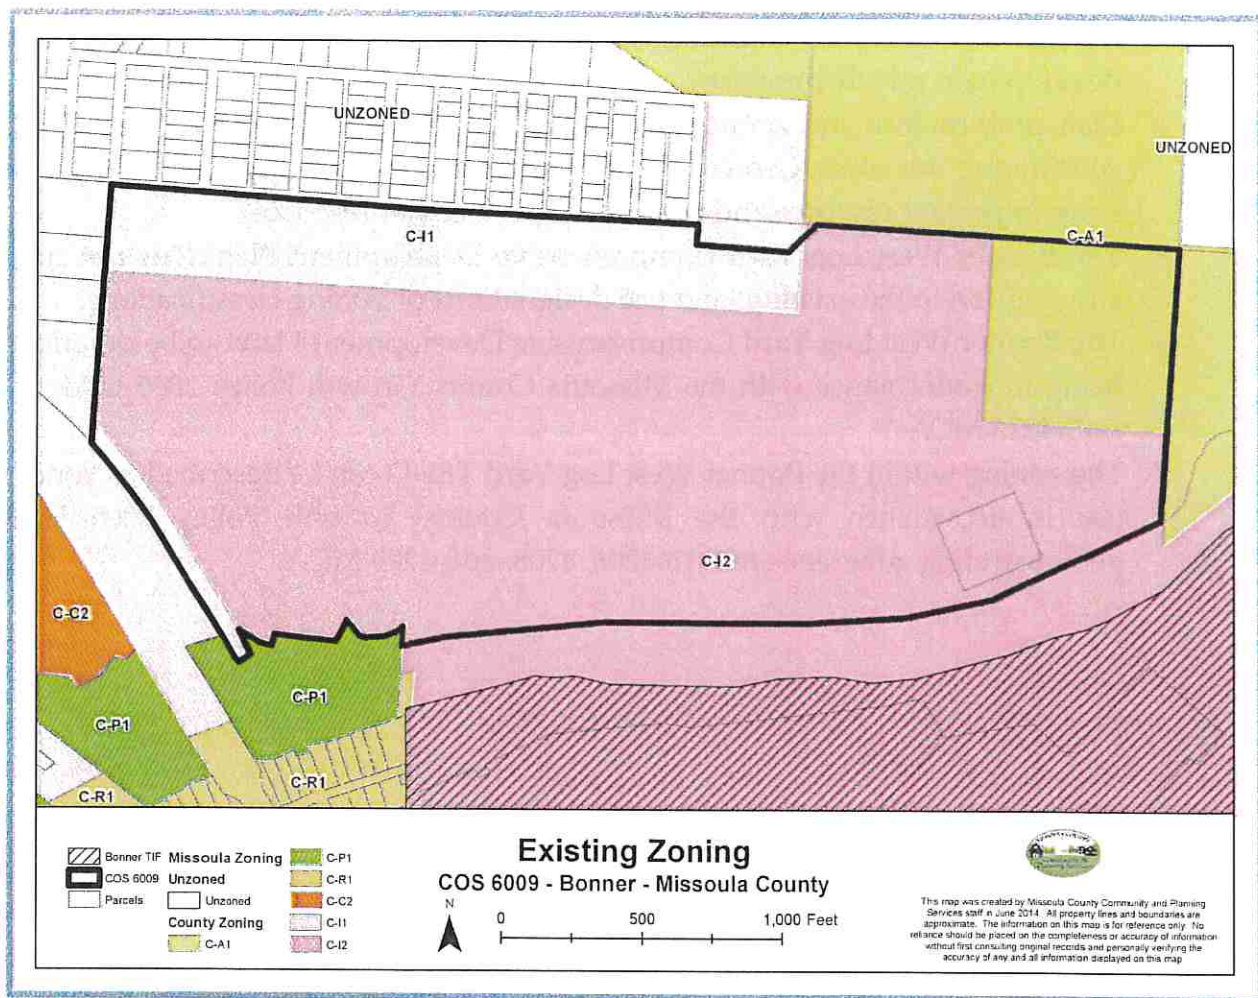 UNZONED
UNZONED
C-I1
C-A1
C-I2
C-C2
C-P1
C-P1
C-R1
C-R1
Bonner TIF
COS 6009
Parcels
Missoula Zoning
Unzoned
Unzoned
County Zoning
C-A1
C-P1
C-R1
C-C2
C-I1
C-I2
Existing Zoning
COS 6009 - Bonner - Missoula County
N
0 500 1,000 Feet
This map was created by Missoula County Community and Planning
Services staff in June 2014. All property lines and boundaries are
approximate. The information on this map is for reference only. No
reliance should be placed on the completeness or accuracy of information
without first consulting original records and personally verifying the
accuracy of any and all information displayed on this map